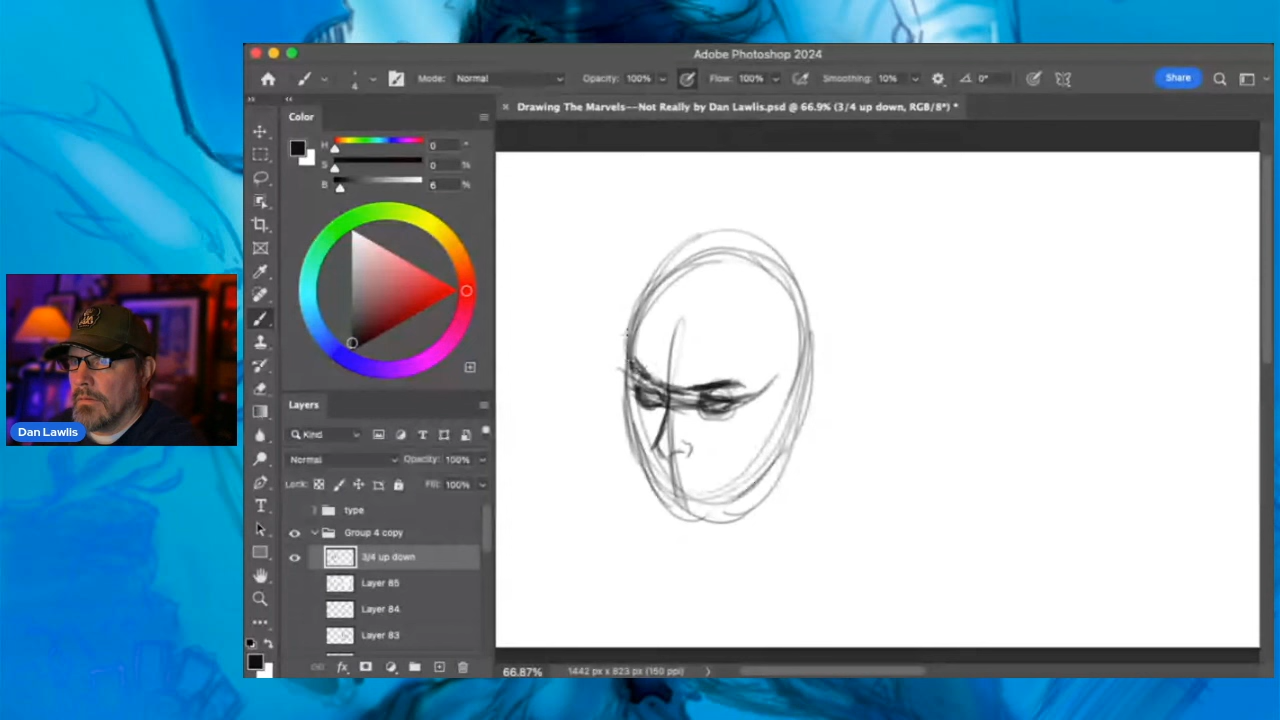 Adobe Photoshop 2024
4 Mode: Normal Opacity: 100% Flow: 100% Smoothing: 10% 0° Share
Drawing The Marvels--Not Really by Dan Lawlis.psd @ 66.9% (3/4 up down, RGB/8*) *
Color
H 0 °
S 0 %
B 6 %
Layers
Kind
Normal Opacity: 100%
Lock: Fill: 100%
type
Group 4 copy
3/4 up down
Layer 85
Layer 84
Layer 83
fx
66.87% 1442 px x 823 px (150 ppi)
Dan Lawlis